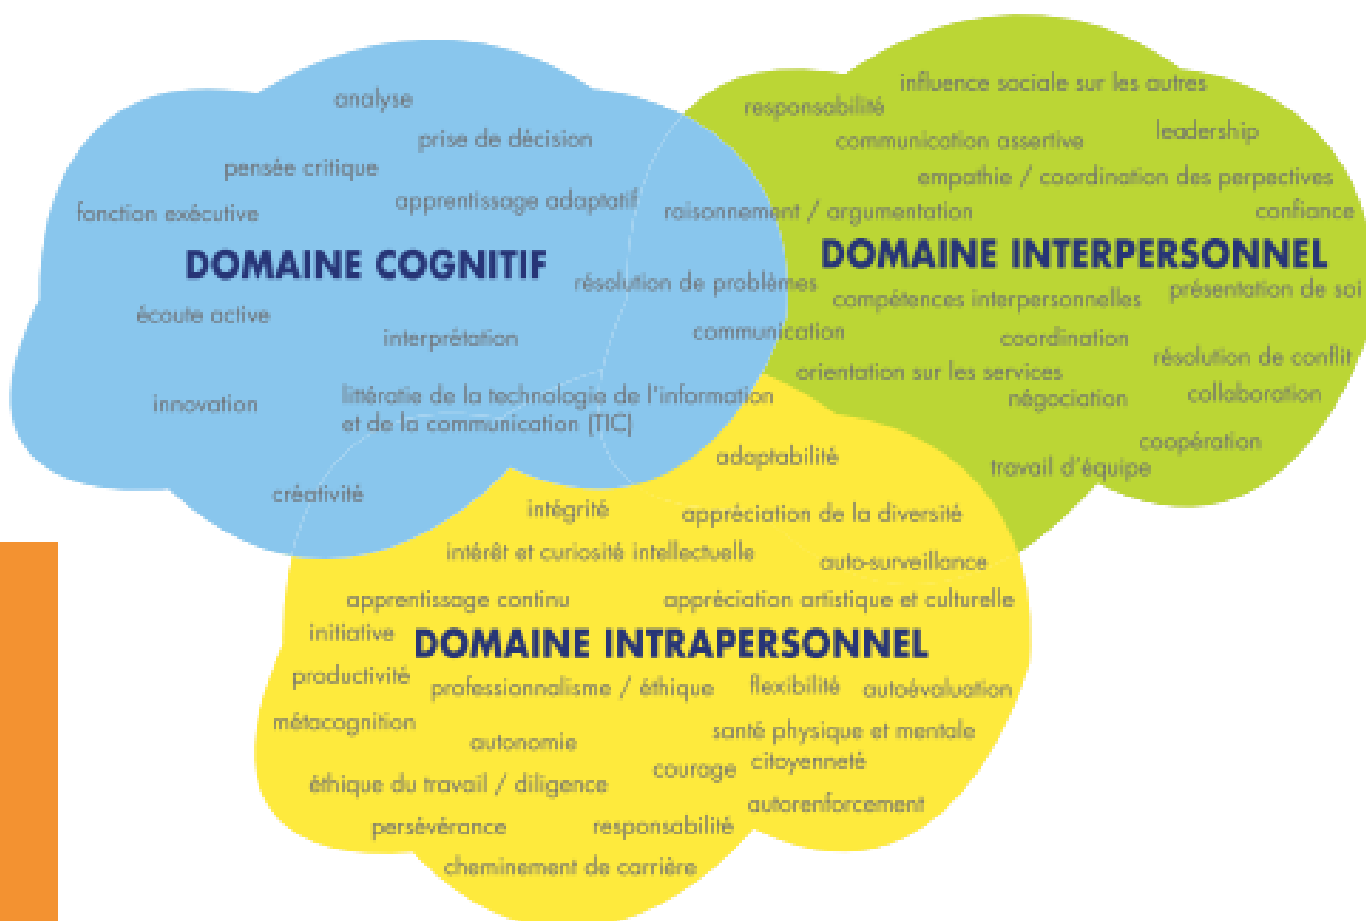 analyse
prise de décision
pensée critique
fonction exécutive
apprentissage adaptatif
DOMAINE COGNITIF
résolution de problèmes
écoute active
interprétation
communication
innovation
littératie de la technologie de l'information
et de la communication (TIC)
créativité
influence sociale sur les autres
responsabilité
communication assertive
leadership
empathie / coordination des perpectives
raisonnement / argumentation
confiance
DOMAINE INTERPERSONNEL
compétences interpersonnelles
présentation de soi
coordination
résolution de conflit
orientation sur les services
négociation
collaboration
coopération
travail d'équipe
adaptabilité
intégrité
appréciation de la diversité
intérêt et curiosité intellectuelle
auto-surveillance
apprentissage continu
appréciation artistique et culturelle
initiative
DOMAINE INTRAPERSONNEL
productivité
professionnalisme / éthique
flexibilité
autoévaluation
métacognition
autonomie
santé physique et mentale
courage
citoyenneté
éthique du travail / diligence
autorenforcement
persévérance
responsabilité
cheminement de carrière